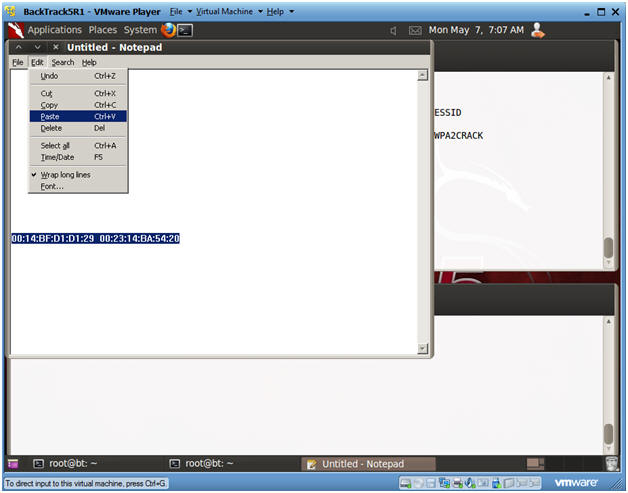 BackTrack5R1 - VMware Player File Virtual Machine Help
Applications Places System Mon May 7, 7:07 AM
Untitled - Notepad
File Edit Search Help
Undo Ctrl+Z
Cut Ctrl+X
Copy Ctrl+C
Paste Ctrl+V
Delete Del
Select all Ctrl+A
Time/Date F5
Wrap long lines
Font...
ESSID
WPA2CRACK
00:14:BF:D1:D1:29 00:23:14:BA:54:20
root@bt: ~ root@bt: ~ Untitled - Notepad
To direct input to this virtual machine, press Ctrl+G.
vmware